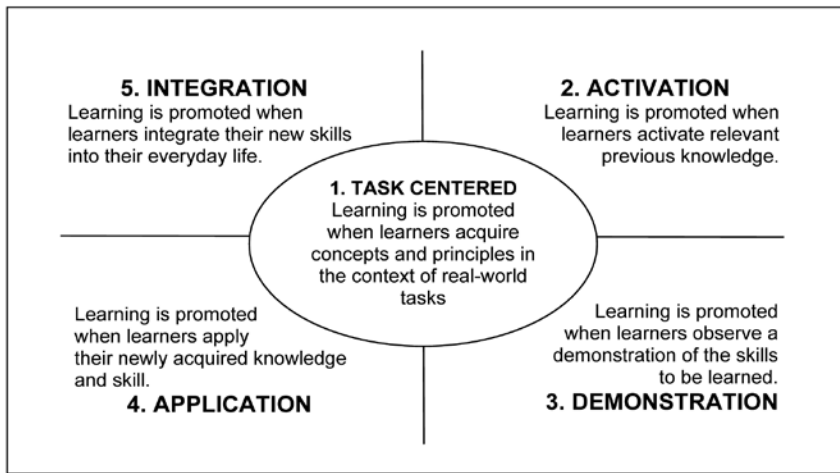 5. INTEGRATION
Learning is promoted when
learners integrate their new skills
into their everyday life.
2. ACTIVATION
Learning is promoted when
learners activate relevant
previous knowledge.
1. TASK CENTERED
Learning is promoted
when learners acquire
concepts and principles in
the context of real-world
tasks
Learning is promoted
when learners apply
their newly acquired knowledge
and skill.
4. APPLICATION
Learning is promoted
when learners observe a
demonstration of the skills
to be learned.
3. DEMONSTRATION